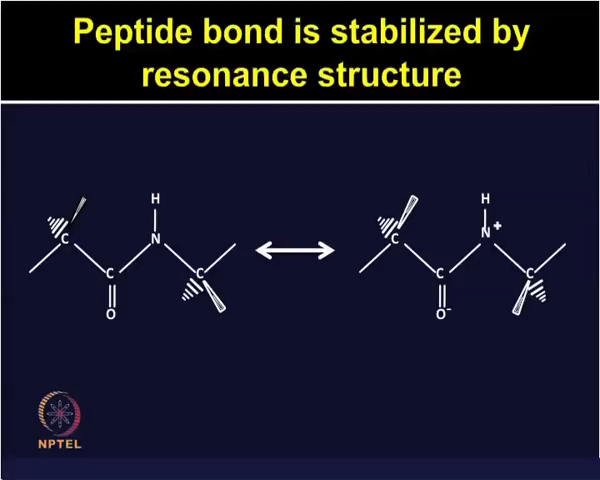 Peptide bond is stabilized by
resonance structure
H H
C N C N+
C C C C
O O−
NPTEL